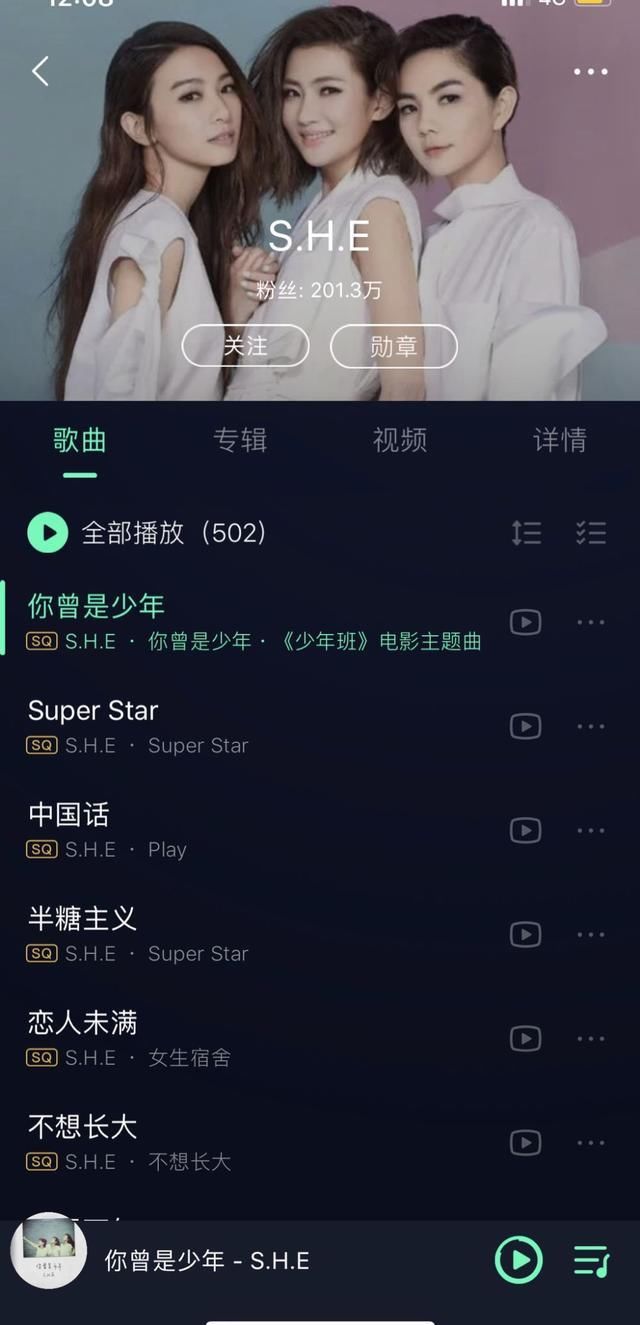 12:08
4G
S.H.E
粉丝: 201.3万
关注
勋章
歌曲
专辑
视频
详情
全部播放（502）
你曾是少年
SQ S.H.E · 你曾是少年 · 《少年班》电影主题曲
Super Star
SQ S.H.E · Super Star
中国话
SQ S.H.E · Play
半糖主义
SQ S.H.E · Super Star
恋人未满
SQ S.H.E · 女生宿舍
不想长大
SQ S.H.E · 不想长大
你曾是少年 - S.H.E